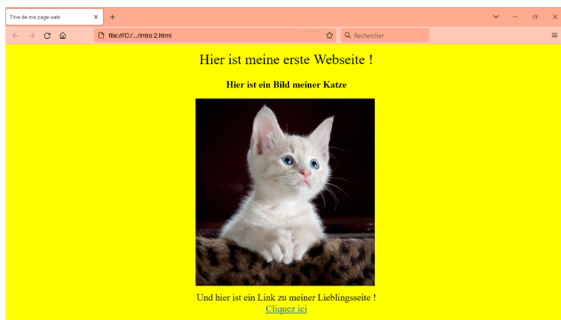 Titre de ma page web
file:///C:/.../intro 2.html
Rechercher
Hier ist meine erste Webseite !
Hier ist ein Bild meiner Katze
Und hier ist ein Link zu meiner Lieblingsseite !
Cliquez ici